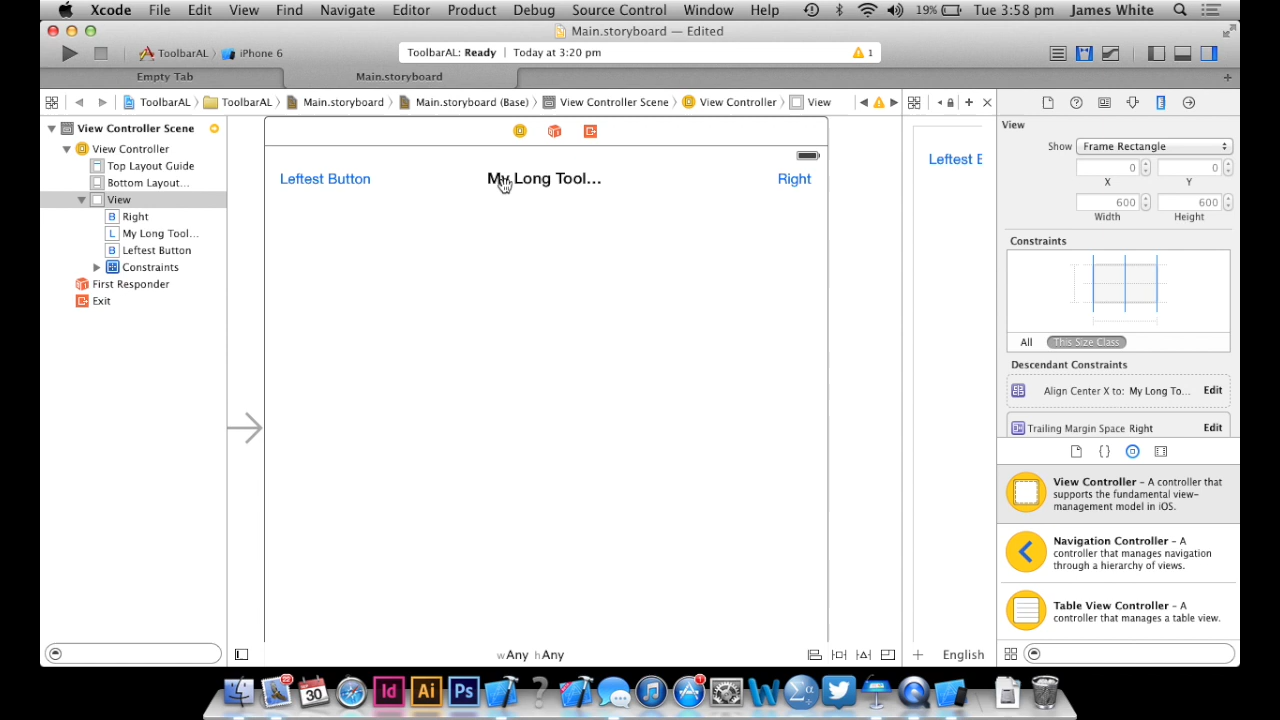 Xcode File Edit View Find Navigate Editor Product Debug Source Control Window Help 19% Tue 3:58 pm James White
Main.storyboard — Edited
ToolbarAL iPhone 6 ToolbarAL: Ready Today at 3:20 pm 1
Empty Tab Main.storyboard
ToolbarAL ToolbarAL Main.storyboard Main.storyboard (Base) View Controller Scene View Controller View
View Controller Scene
View Controller
Top Layout Guide
Bottom Layout...
View
B Right
L My Long Tool...
B Leftest Button
Constraints
First Responder
Exit
Leftest Button My Long Tool... Right
wAny hAny
Leftest B
English
View
Show Frame Rectangle
0 0
X Y
600 600
Width Height
Constraints
All This Size Class
Descendant Constraints
Align Center X to: My Long To... Edit
Trailing Margin Space Right Edit
View Controller – A controller that
supports the fundamental view-
management model in iOS.
Navigation Controller – A
controller that manages navigation
through a hierarchy of views.
Table View Controller – A
controller that manages a table view.
22 30 Id Ai Ps ? 1 W